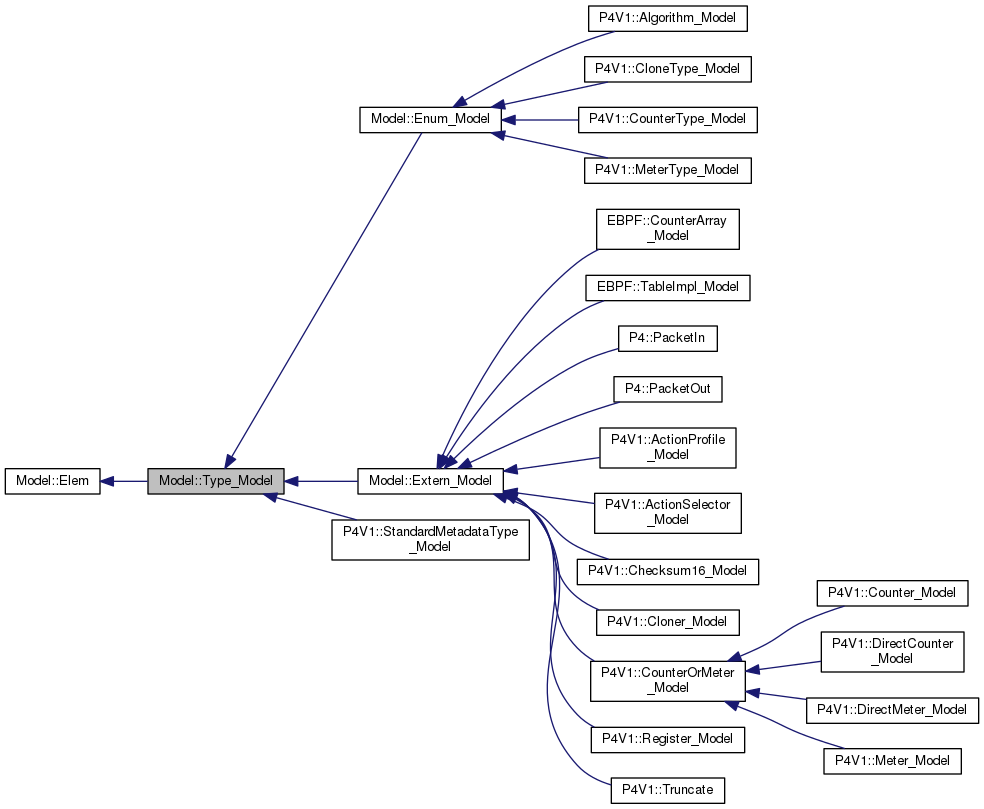 P4V1::Algorithm_Model
P4V1::CloneType_Model
Model::Enum_Model
P4V1::CounterType_Model
P4V1::MeterType_Model
EBPF::CounterArray
_Model
EBPF::TableImpl_Model
P4::PacketIn
P4::PacketOut
P4V1::ActionProfile
_Model
Model::Elem
Model::Type_Model
Model::Extern_Model
P4V1::StandardMetadataType
_Model
P4V1::ActionSelector
_Model
P4V1::Checksum16_Model
P4V1::Cloner_Model
P4V1::CounterOrMeter
_Model
P4V1::Counter_Model
P4V1::DirectCounter
_Model
P4V1::DirectMeter_Model
P4V1::Meter_Model
P4V1::Register_Model
P4V1::Truncate